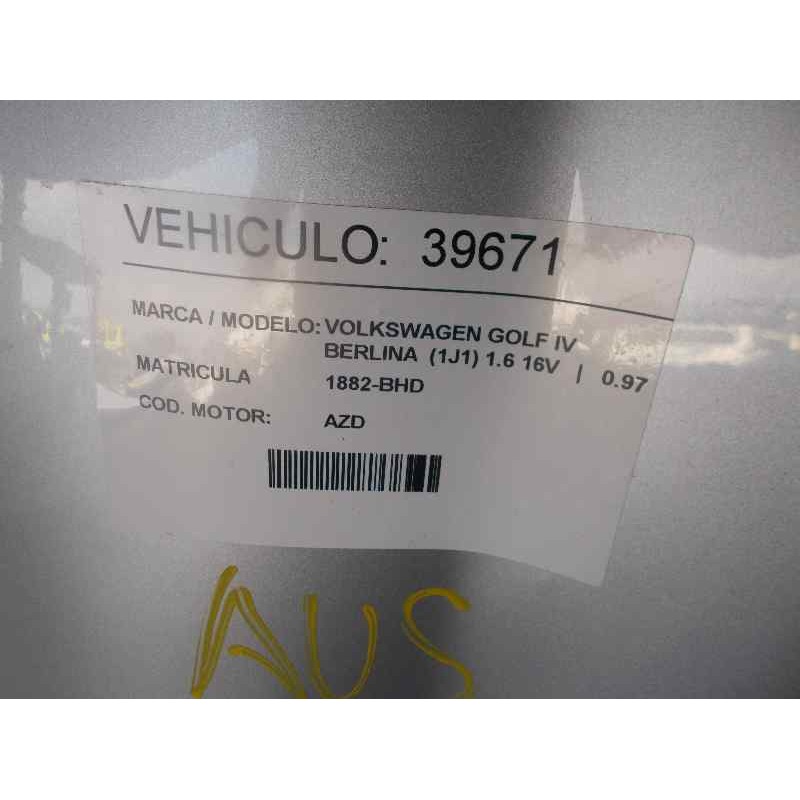 VEHICULO: 39671
MARCA / MODELO: VOLKSWAGEN GOLF IV
BERLINA (1J1) 1.6 16V | 0.97
MATRICULA 1882-BHD
COD. MOTOR: AZD
AUS